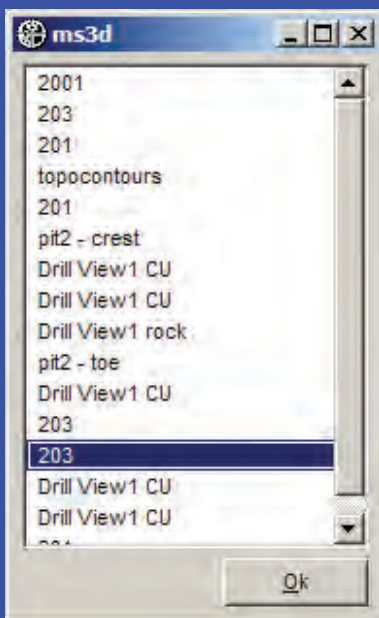 ms3d
2001
203
201
topocontours
201
pit2 - crest
Drill View1 CU
Drill View1 CU
Drill View1 rock
pit2 - toe
Drill View1 CU
203
203
Drill View1 CU
Drill View1 CU
Ok